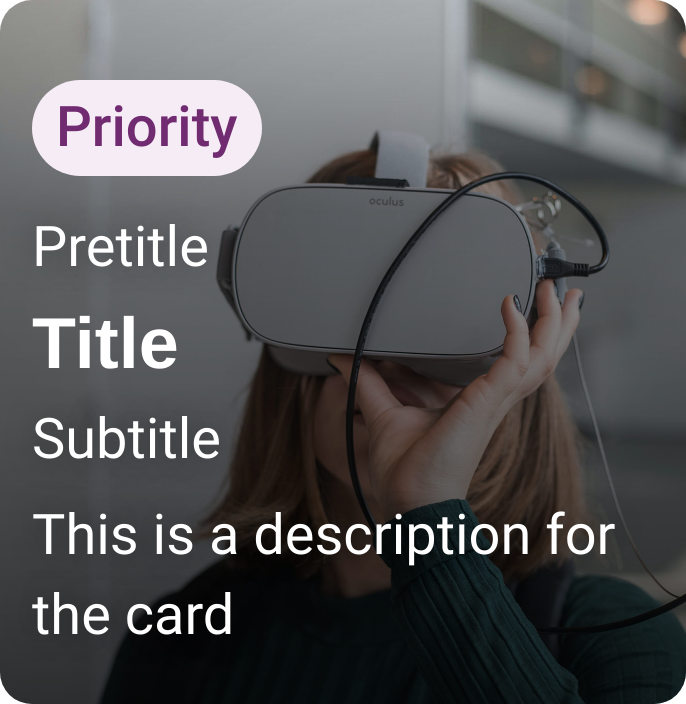 Priority
oculus
Pretitle
Title
Subtitle
This is a description for
the card